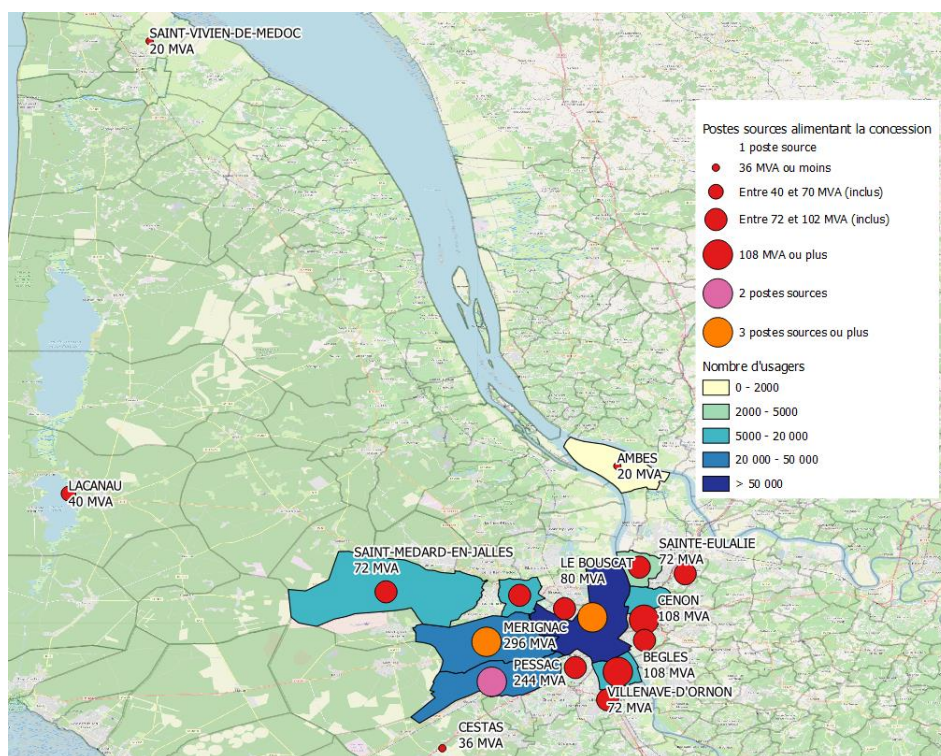 SAINT-VIVIEN-DE-MEDOC
20 MVA
Postes sources alimentant la concession
1 poste source
36 MVA ou moins
Entre 40 et 70 MVA (inclus)
Entre 72 et 102 MVA (inclus)
108 MVA ou plus
2 postes sources
3 postes sources ou plus
Nombre d'usagers
0 - 2000
2000 - 5000
5000 - 20 000
20 000 - 50 000
> 50 000
AMBES
20 MVA
LACANAU
40 MVA
SAINT-MEDARD-EN-JALLES
72 MVA
LE BOUSCAT
80 MVA
SAINTE-EULALIE
72 MVA
CENON
108 MVA
MERIGNAC
296 MVA
PESSAC
244 MVA
BEGLES
108 MVA
VILLENAVE-D'ORNON
72 MVA
CESTAS
36 MVA